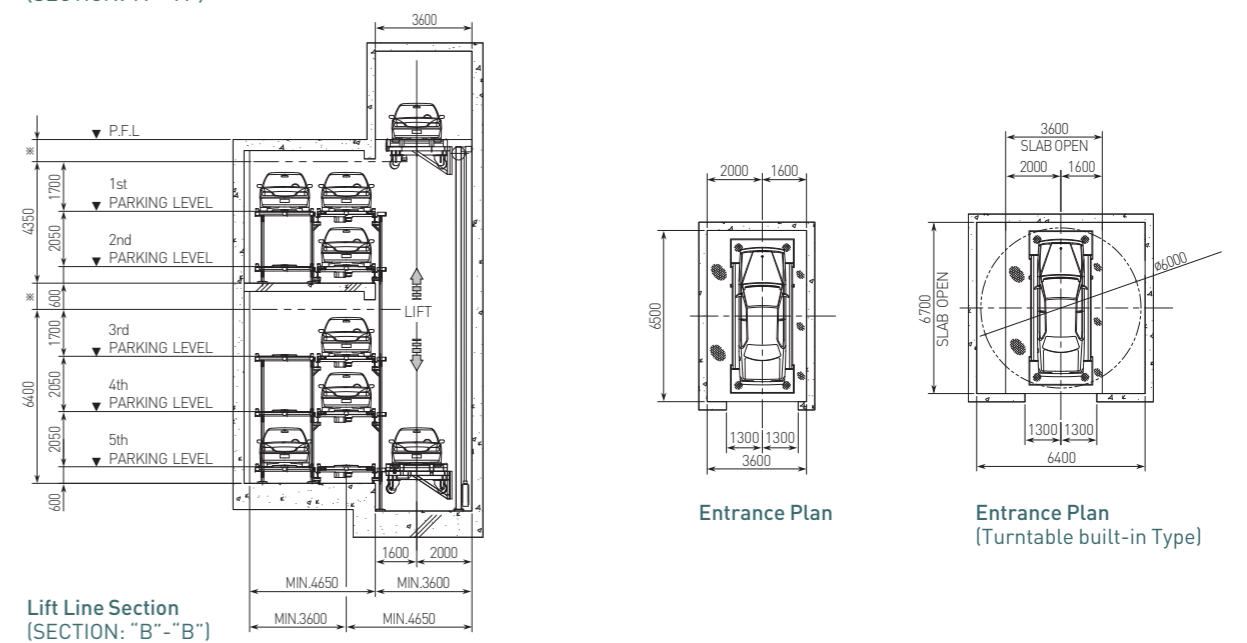 3600
P.F.L
※
1700
1st
PARKING LEVEL
4350
2050
2nd
PARKING LEVEL
※
600
LIFT
1700
3rd
PARKING LEVEL
6400
2050
4th
PARKING LEVEL
2050
5th
PARKING LEVEL
600
1600
2000
MIN.4650
MIN.3600
MIN.3600
MIN.4650
Lift Line Section
(SECTION: “B”-“B”)
2000
1600
6500
1300
1300
3600
Entrance Plan
3600
SLAB OPEN
2000
1600
ø6000
6700
SLAB OPEN
1300
1300
6400
Entrance Plan
(Turntable built-in Type)